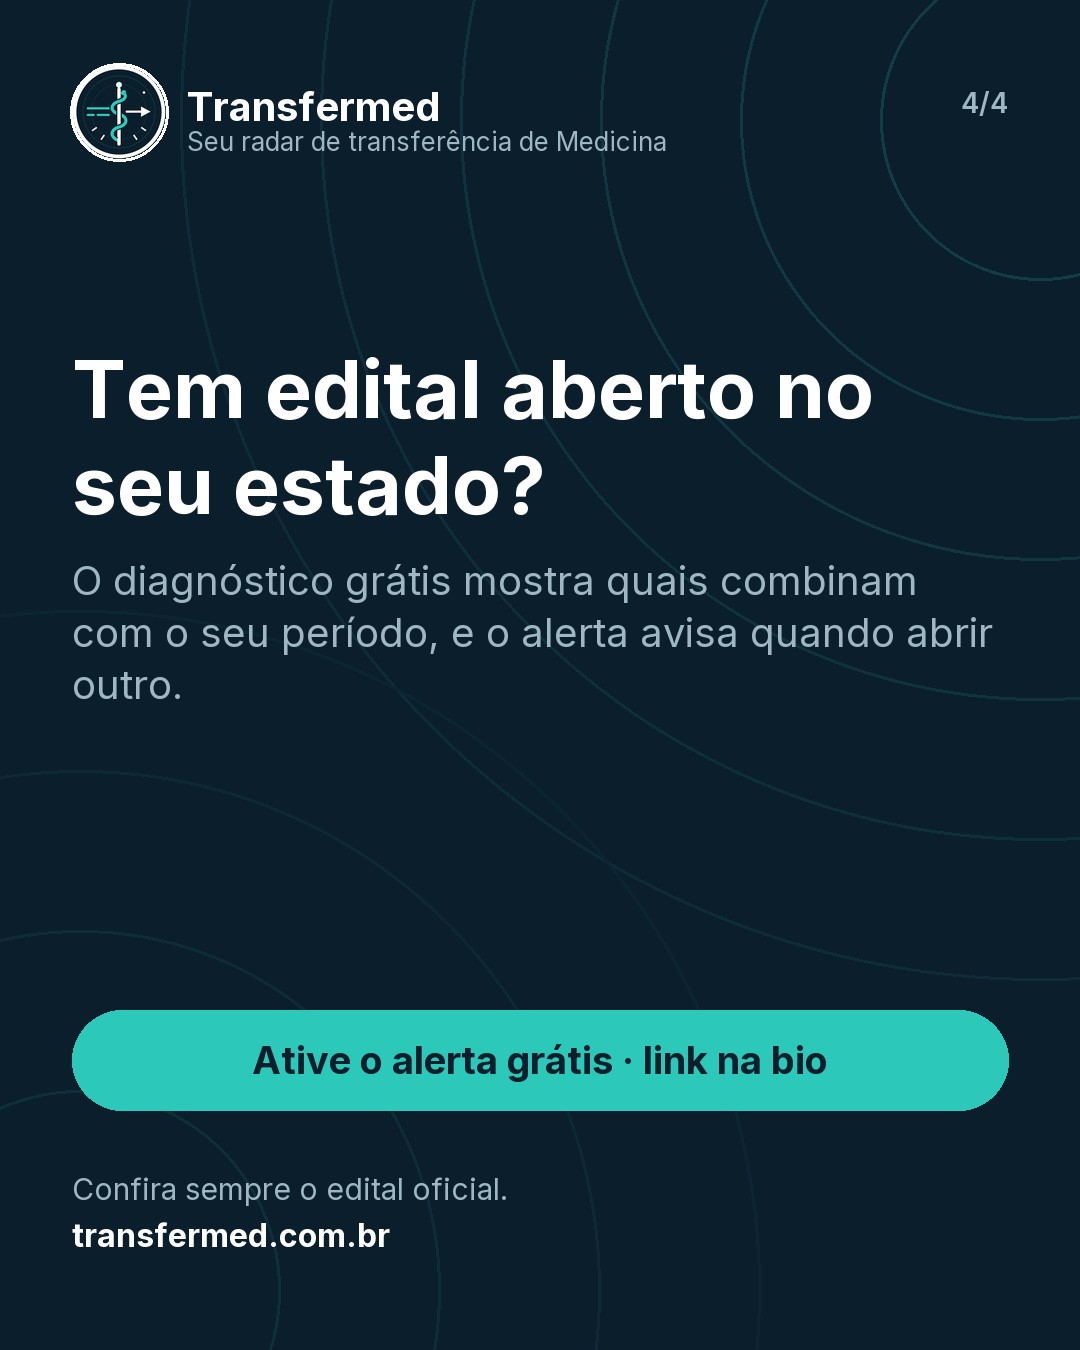 Transfermed
Seu radar de transferência de Medicina
4/4
Tem edital aberto no
seu estado?
O diagnóstico grátis mostra quais combinam
com o seu período, e o alerta avisa quando abrir
outro.
Ative o alerta grátis · link na bio
Confira sempre o edital oficial.
transfermed.com.br